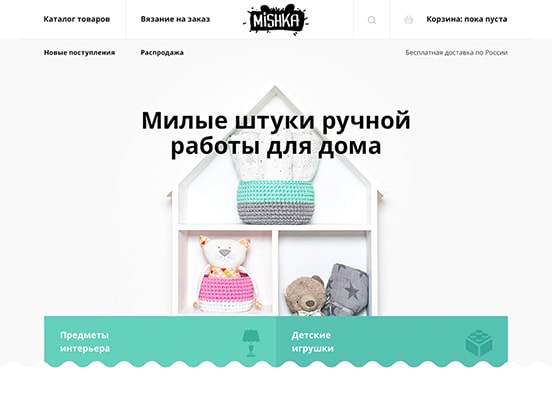 Каталог товаров
Вязание на заказ
MiSHKA
Корзина: пока пуста
Новые поступления
Распродажа
Бесплатная доставка по России
Милые штуки ручной
работы для дома
Предметы
интерьера
Детские
игрушки